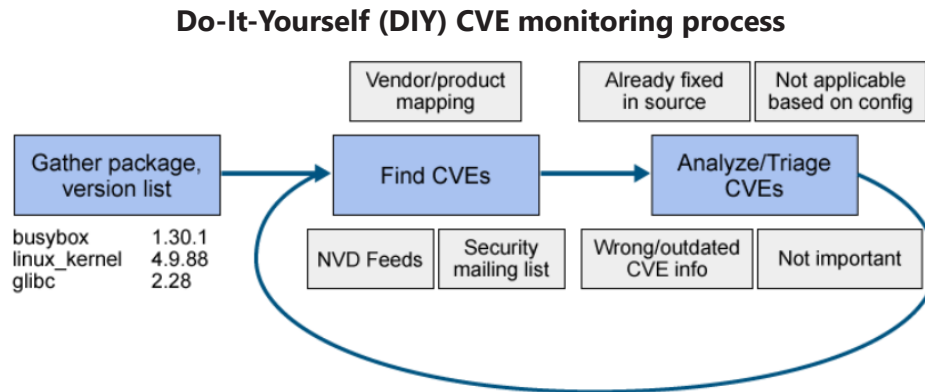 Do-It-Yourself (DIY) CVE monitoring process
Vendor/product
mapping
Already fixed
in source
Not applicable
based on config
Gather package,
version list
Find CVEs
Analyze/Triage
CVEs
busybox 1.30.1
linux_kernel 4.9.88
glibc 2.28
NVD Feeds
Security
mailing list
Wrong/outdated
CVE info
Not important